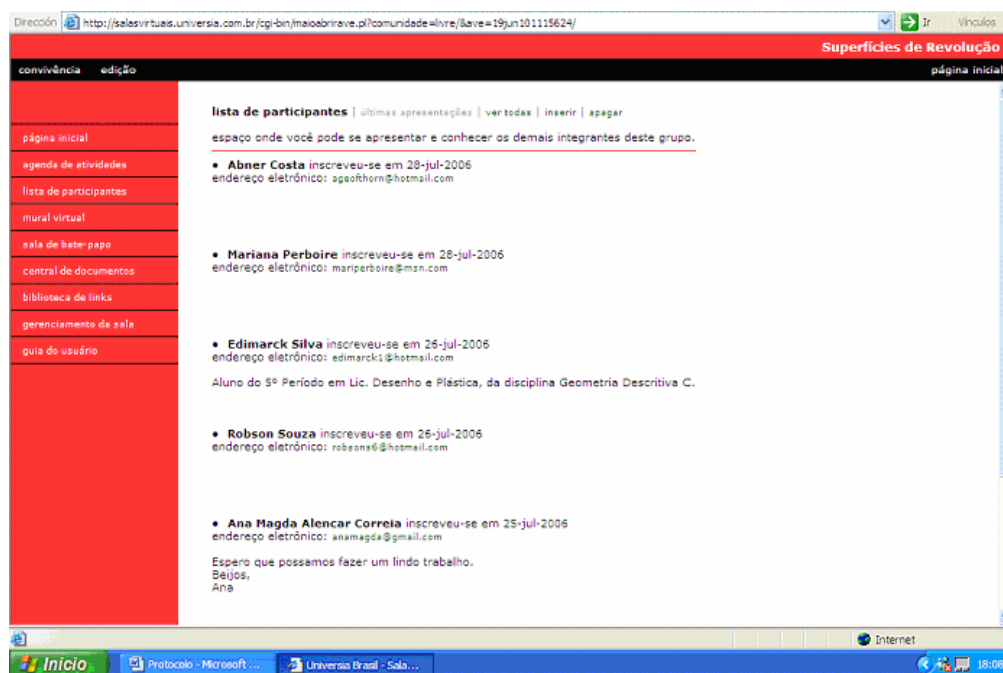 Dirección http://salasvirtuais.universia.com.br/cgi-bin/maioabrirave.pl?comunidade=livre/&ave=19jun101115624/ Ir Vínculos
Superfícies de Revolução
convivência edição página inicial
lista de participantes | últimas apresentações | ver todas | inserir | apagar
espaço onde você pode se apresentar e conhecer os demais integrantes deste grupo.
página inicial
agenda de atividades
lista de participantes
mural virtual
sala de bate-papo
central de documentos
biblioteca de links
gerenciamento da sala
guia do usuário
• Abner Costa inscreveu-se em 28-jul-2006
endereço eletrônico: ageofthorn@hotmail.com
• Mariana Perboire inscreveu-se em 28-jul-2006
endereço eletrônico: mariperboire@msn.com
• Edimarck Silva inscreveu-se em 26-jul-2006
endereço eletrônico: edimarck1@hotmail.com
Aluno do 5º Período em Lic. Desenho e Plástica, da disciplina Geometria Descritiva C.
• Robson Souza inscreveu-se em 26-jul-2006
endereço eletrônico: robsons6@hotmail.com
• Ana Magda Alencar Correia inscreveu-se em 25-jul-2006
endereço eletrônico: anamagda@gmail.com
Espero que possamos fazer um lindo trabalho.
Beijos,
Ana
Internet
Inicio Protocolo - Microsoft ... Universia Brasil - Sala... 18:08